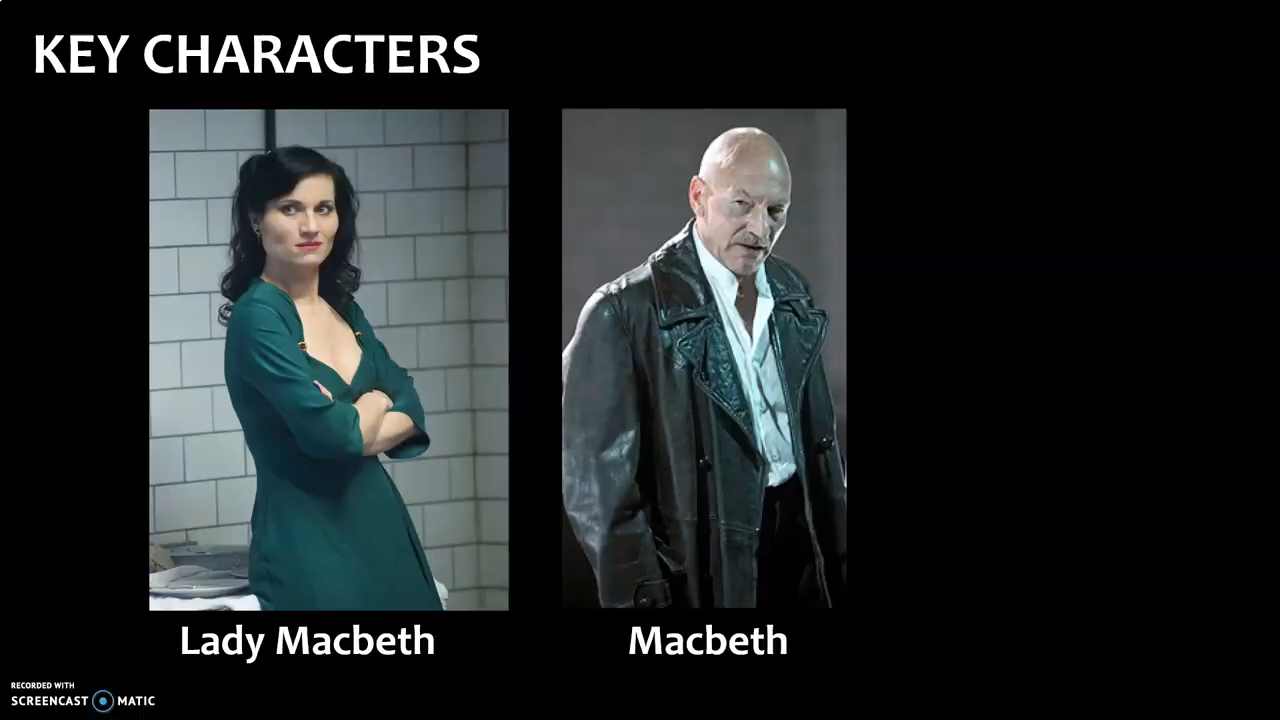 KEY CHARACTERS
Lady Macbeth
Macbeth
RECORDED WITH
SCREENCAST MATIC